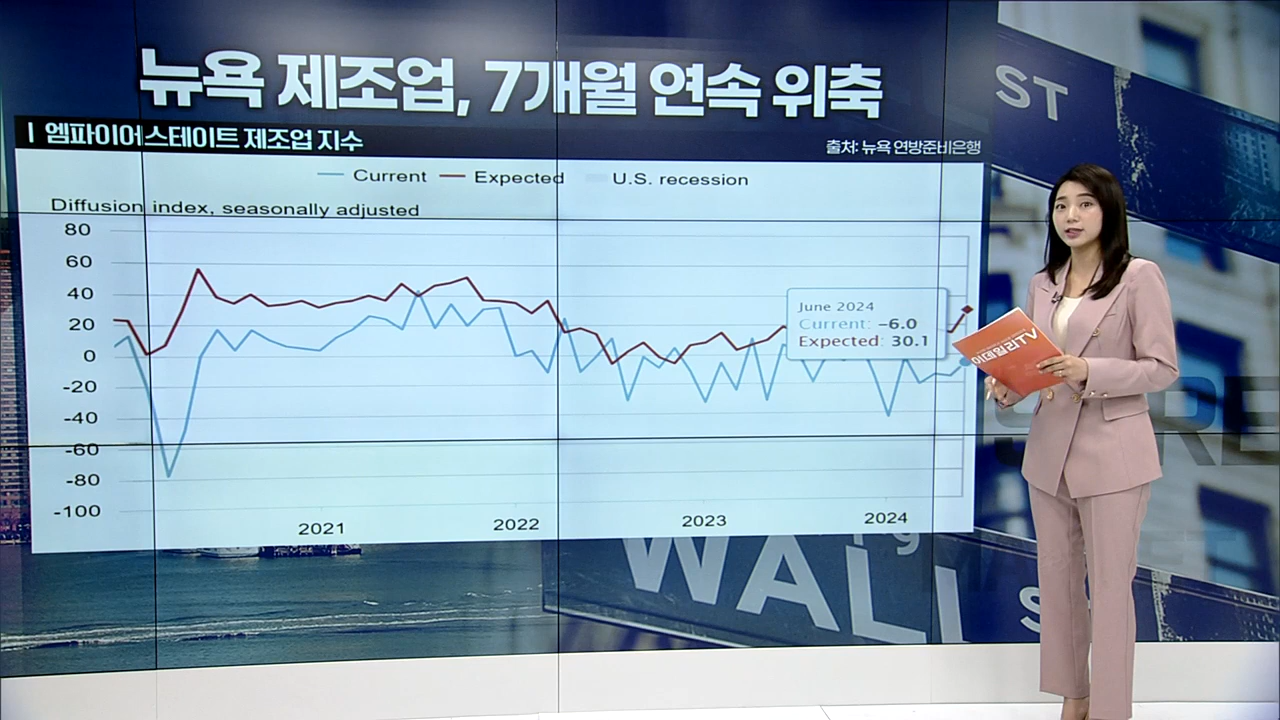 뉴욕 제조업, 7개월 연속 위축
엠파이어스테이트 제조업 지수
출처: 뉴욕 연방준비은행
Current Expected U.S. recession
Diffusion index, seasonally adjusted
80
60
40
20
0
-20
-40
-60
-80
-100
2021 2022 2023 2024
June 2024
Current: -6.0
Expected: 30.1
이데일리TV
ST
WALL